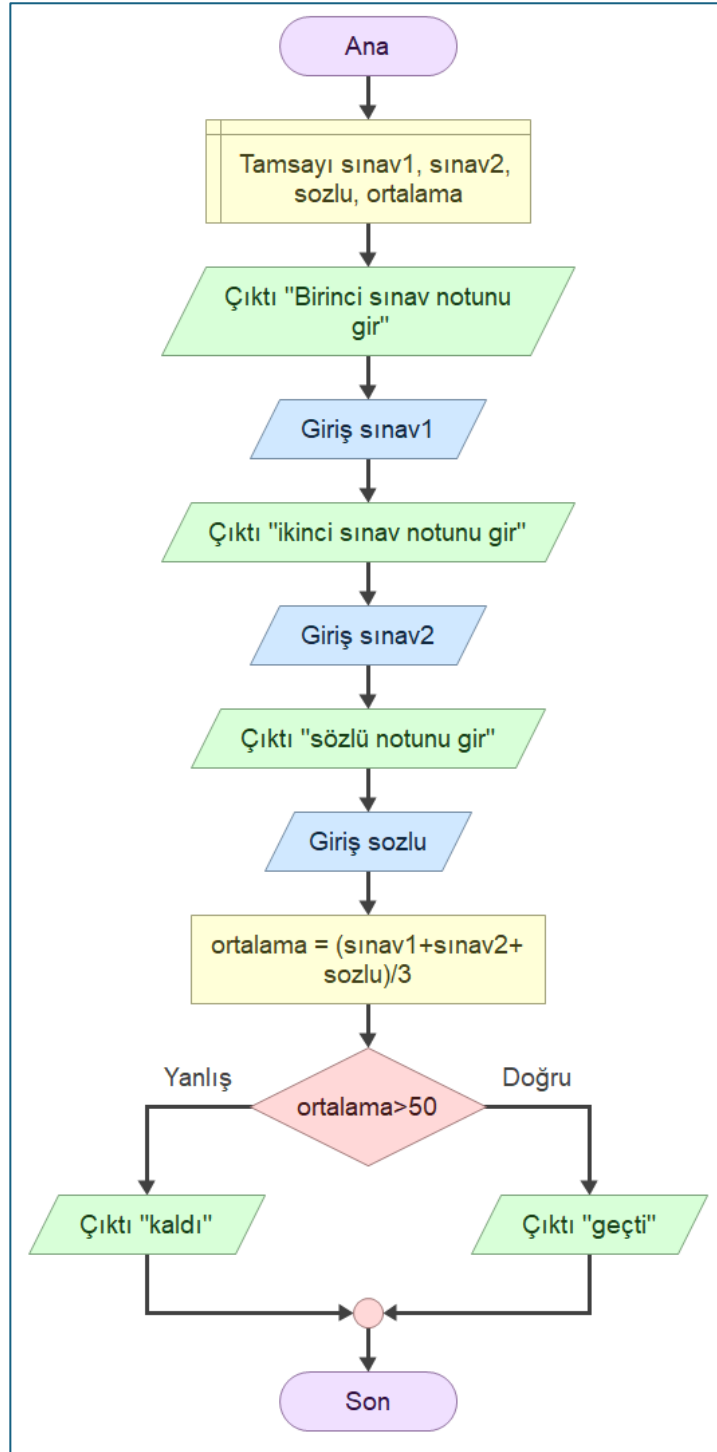 Ana
Tamsayı sınav1, sınav2,
sozlu, ortalama
Çıktı "Birinci sınav notunu
gir"
Giriş sınav1
Çıktı "ikinci sınav notunu gir"
Giriş sınav2
Çıktı "sözlü notunu gir"
Giriş sozlu
ortalama = (sınav1+sınav2+
sozlu)/3
Yanlış
ortalama>50
Doğru
Çıktı "kaldı"
Çıktı "geçti"
Son